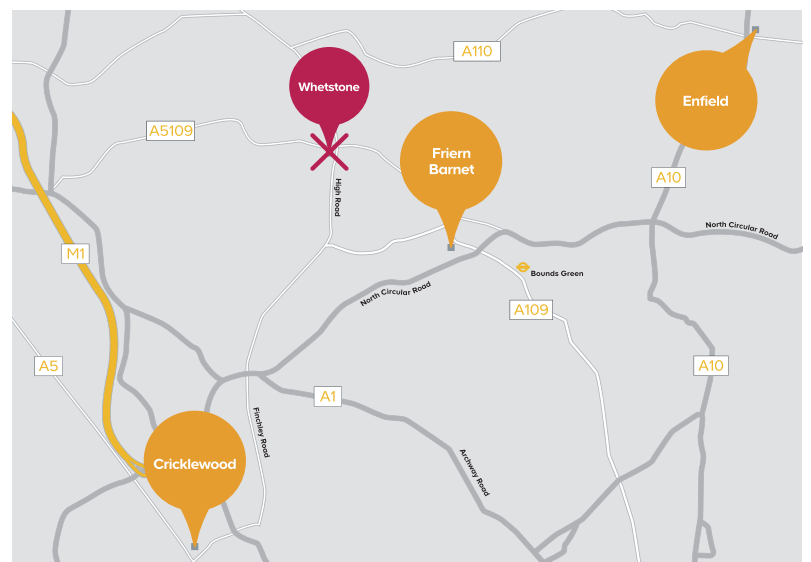 A110
Whetstone
Enfield
A5109
Friern
Barnet
A10
High Road
North Circular Road
M1
Bounds Green
North Circular Road
A109
A5
A10
A1
Finchley Road
Cricklewood
Archway Road